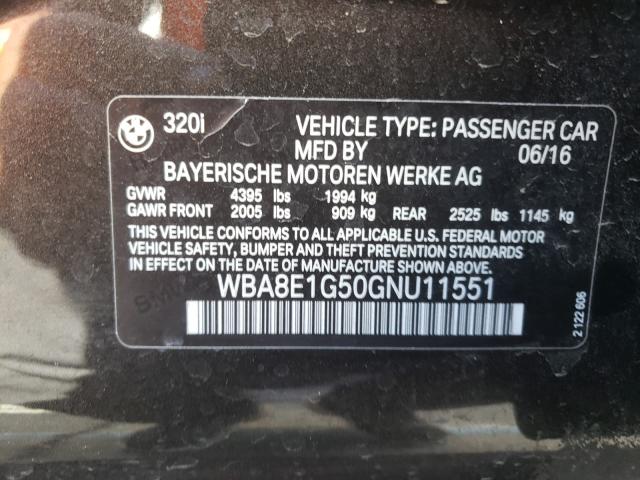 320i VEHICLE TYPE: PASSENGER CAR
MFD BY 06/16
BAYERISCHE MOTOREN WERKE AG
GVWR 4395 lbs 1994 kg
GAWR FRONT 2005 lbs 909 kg REAR 2525 lbs 1145 kg
THIS VEHICLE CONFORMS TO ALL APPLICABLE U.S. FEDERAL MOTOR
VEHICLE SAFETY, BUMPER AND THEFT PREVENTION STANDARDS
IN EFFECT ON THE DATE OF MANUFACTURE SHOWN ABOVE.
WBA8E1G50GNU11551
2 122 606